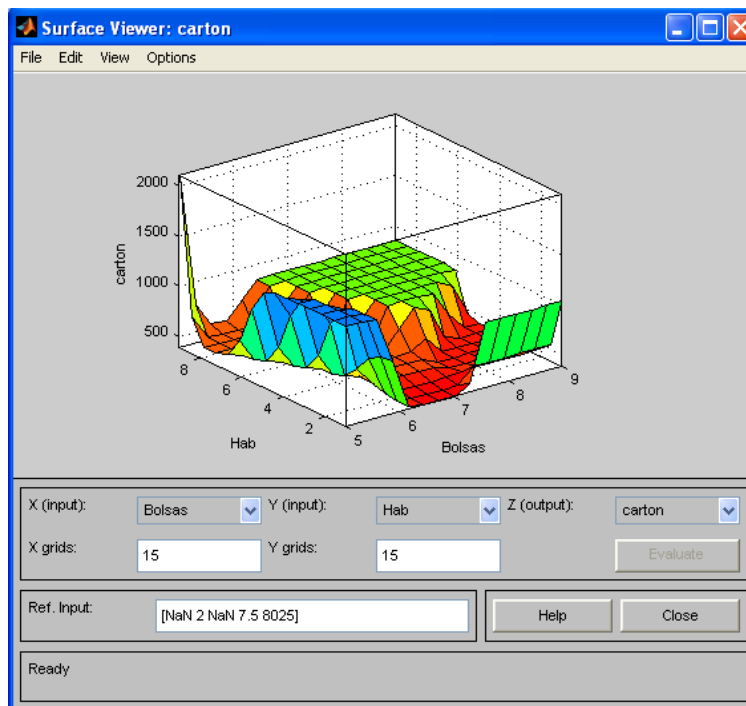 Surface Viewer: carton
File Edit View Options
2000
1500
1000
500
carton
8
6
4
2
Hab
5
6
7
8
9
Bolsas
X (input): Bolsas Y (input): Hab Z (output): carton
X grids: 15 Y grids: 15 Evaluate
Ref. Input: [NaN 2 NaN 7.5 8025] Help Close
Ready